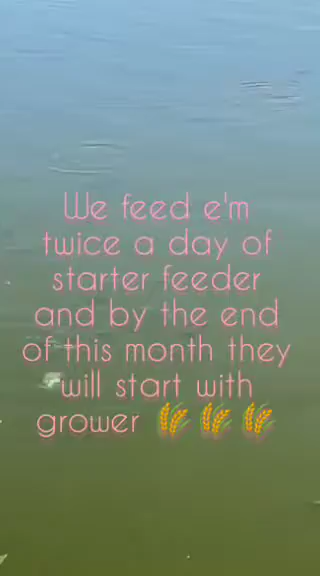 We feed e'm
twice a day of
starter feeder
and by the end
of this month they
will start with
grower 🌾🌾🌾